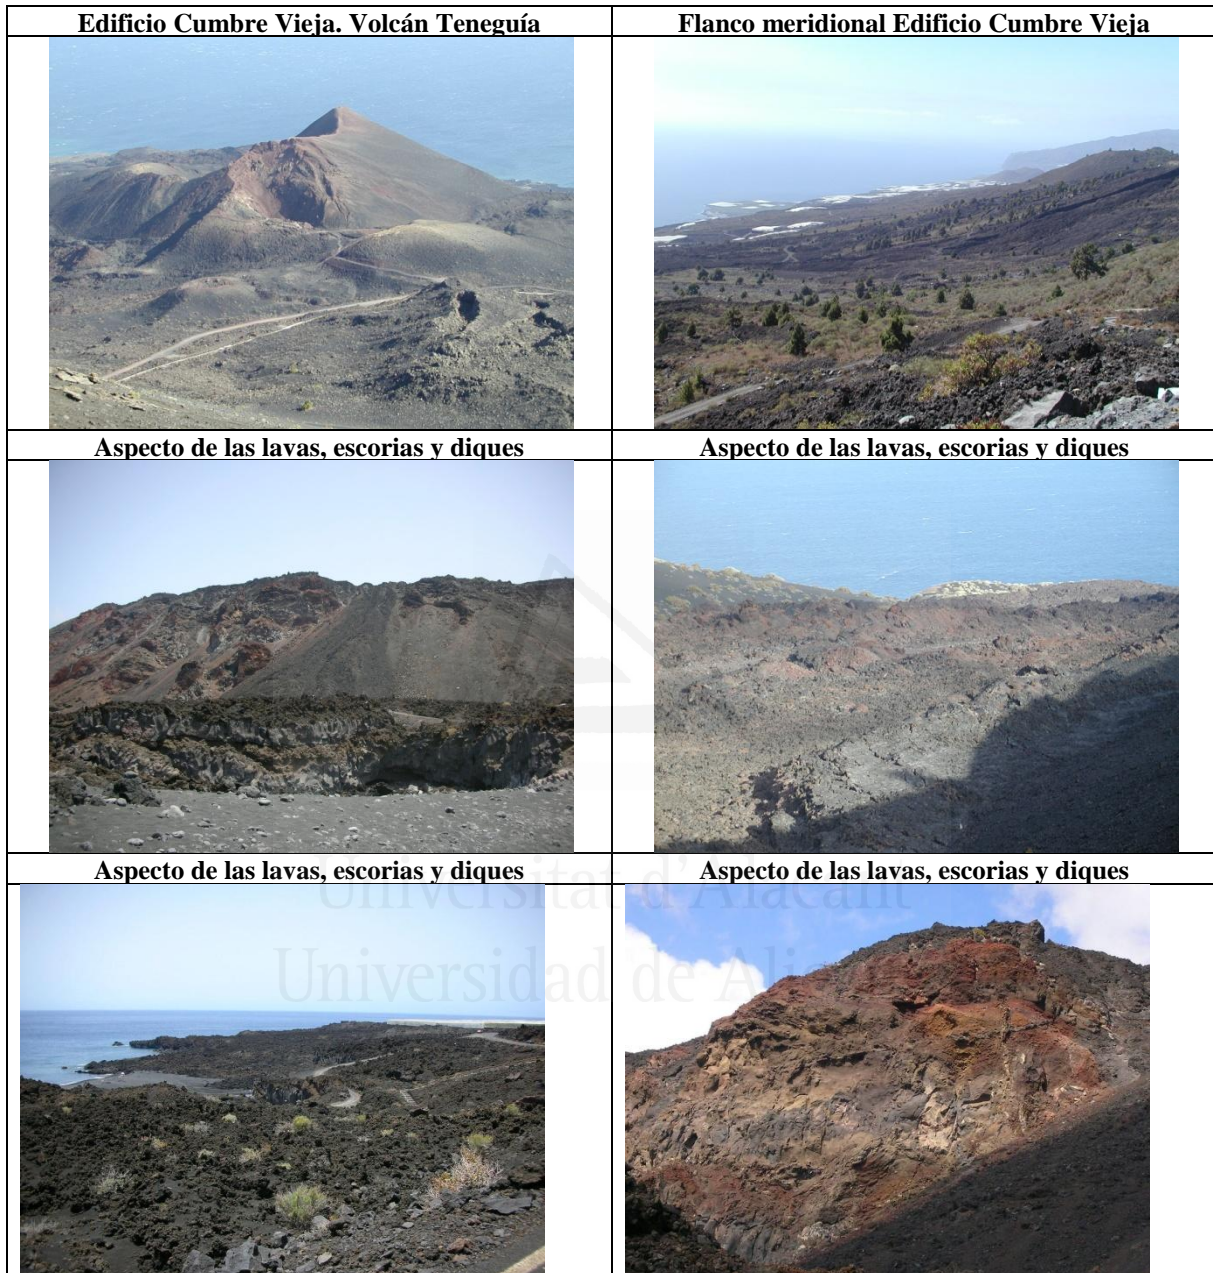 Edificio Cumbre Vieja. Volcán Teneguía
Flanco meridional Edificio Cumbre Vieja
Aspecto de las lavas, escorias y diques
Aspecto de las lavas, escorias y diques
Aspecto de las lavas, escorias y diques
Aspecto de las lavas, escorias y diques
Universitat d'Alacant
Universidad de Alicante